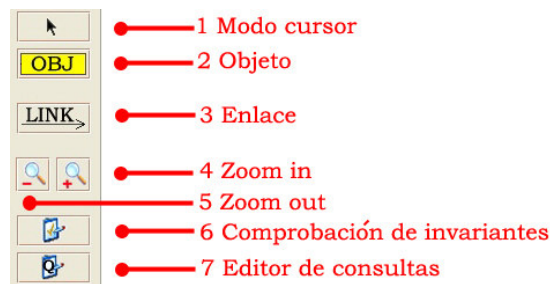 1 Modo cursor
OBJ
2 Objeto
LINK
3 Enlace
4 Zoom in
5 Zoom out
6 Comprobación de invariantes
Q
7 Editor de consultas